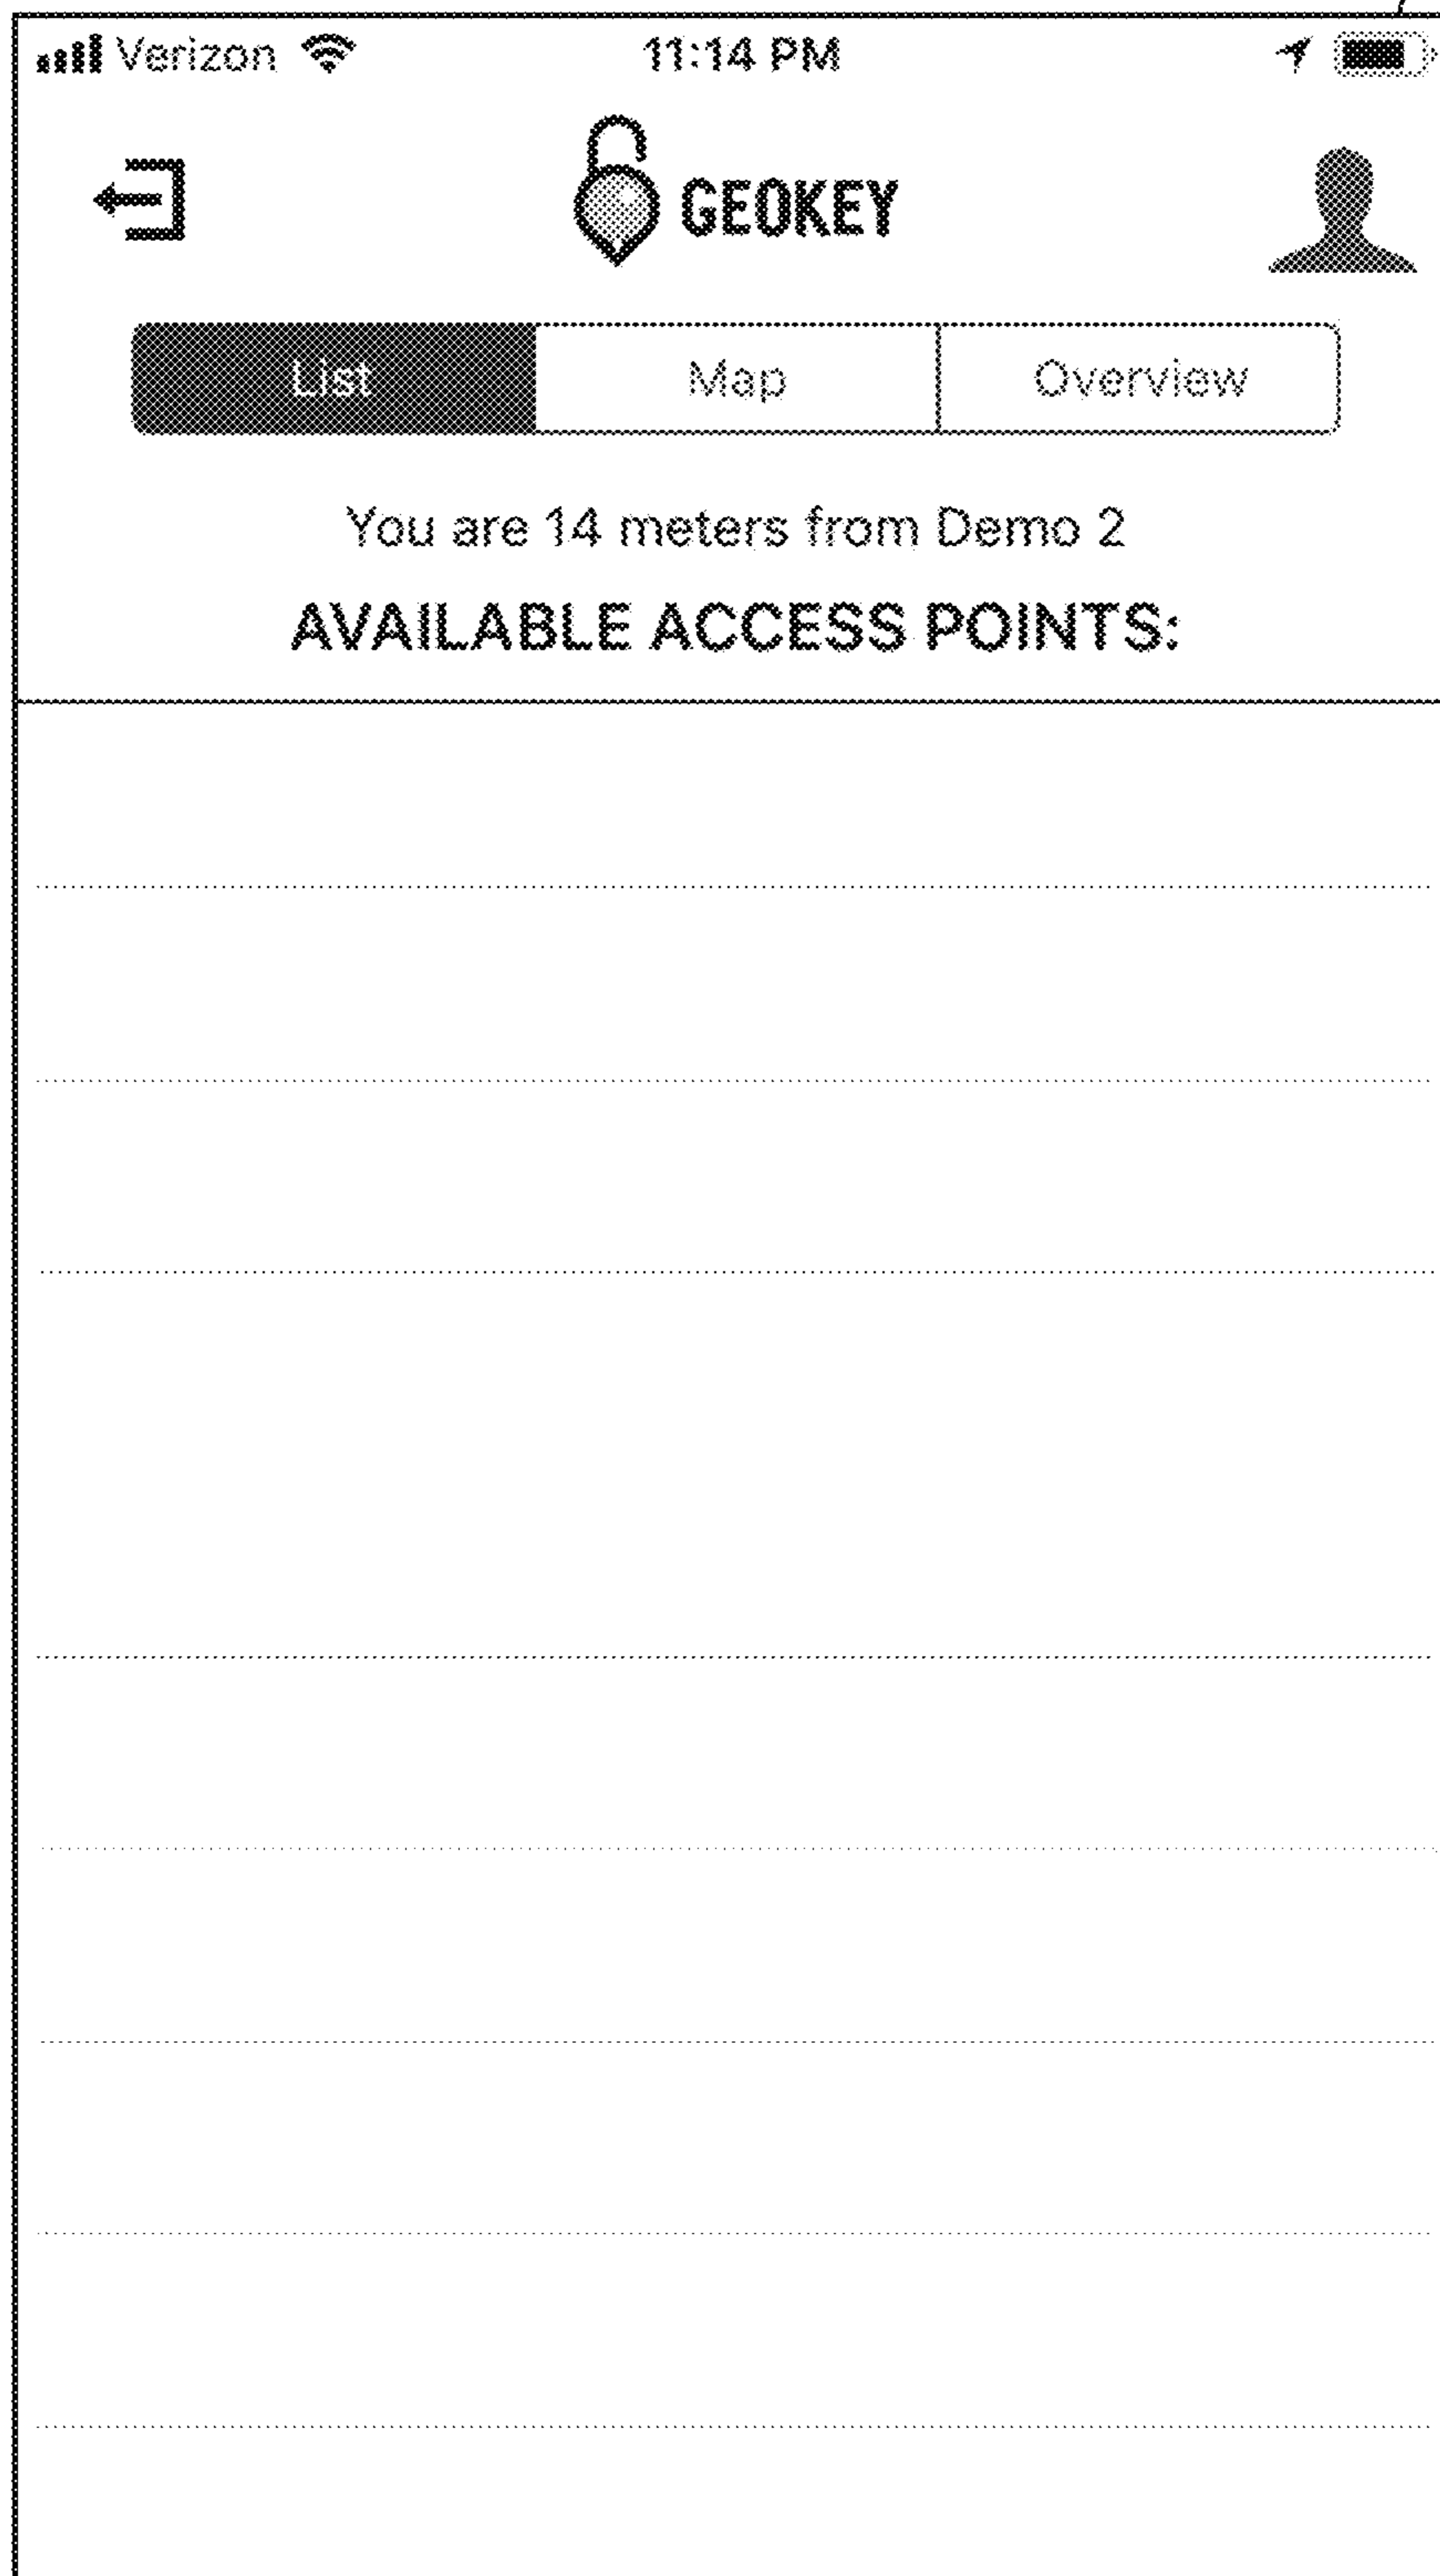 Verizon 11:14 PM
GEOKEY
List Map Overview
You are 14 meters from Demo 2
AVAILABLE ACCESS POINTS: